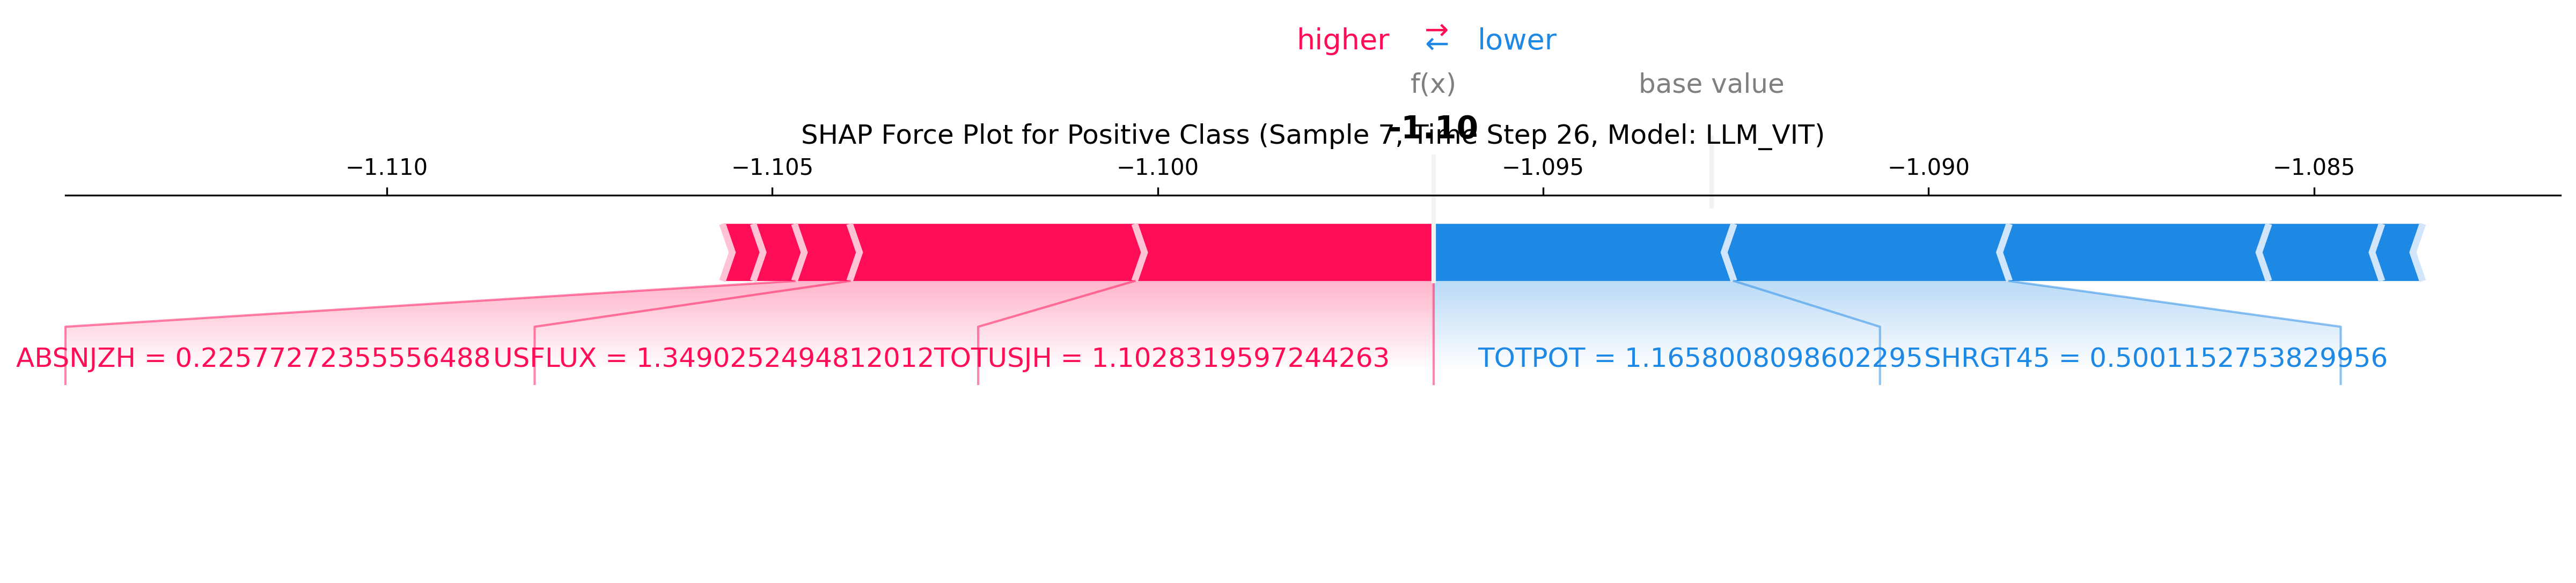 higher ⇄ lower
f(x) base value
-1.10
SHAP Force Plot for Positive Class (Sample 7, Time Step 26, Model: LLM_VIT)
−1.110 −1.105 −1.100 −1.095 −1.090 −1.085
ABSNJZH = 0.22577272355556488 USFLUX = 1.3490252494812012 TOTUSJH = 1.1028319597244263 TOTPOT = 1.1658008098602295 SHRGT45 = 0.5001152753829956